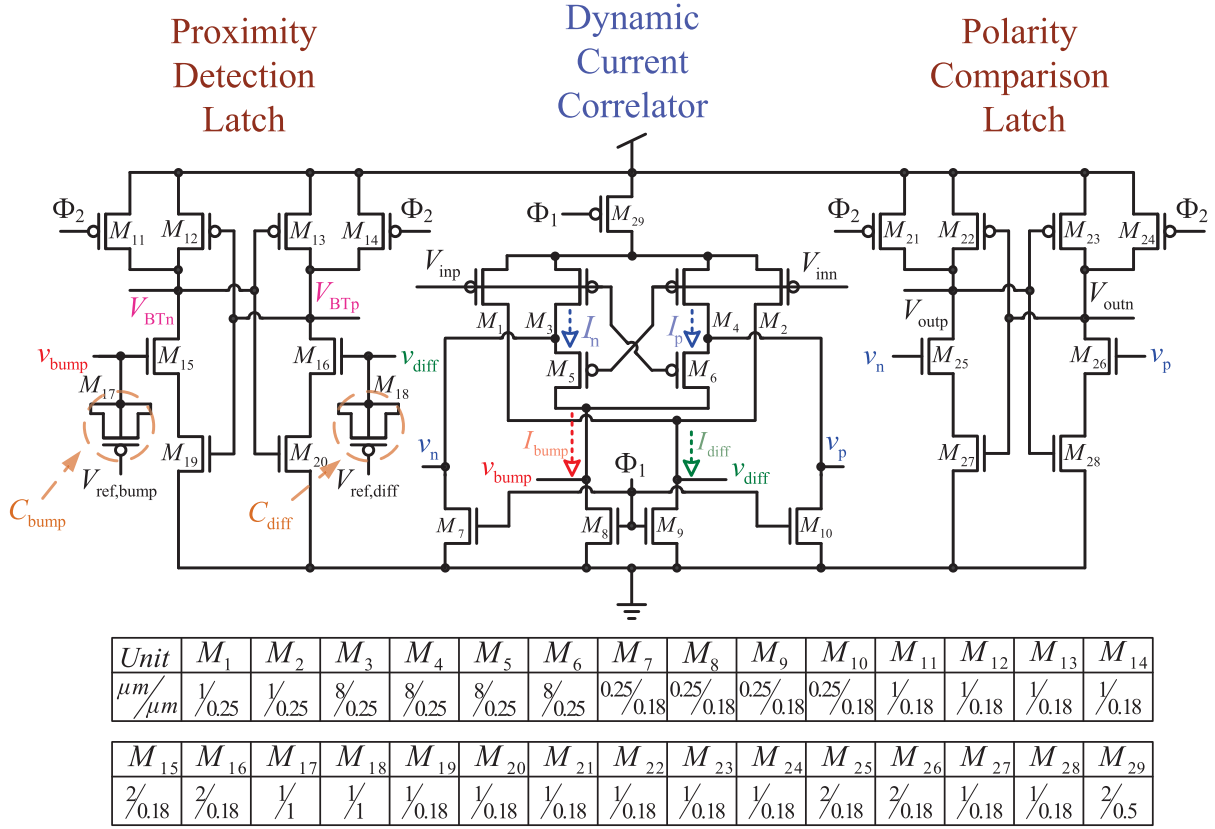 Proximity
Detection
Latch
Dynamic
Current
Correlator
Polarity
Comparison
Latch
Φ2 M11 M12 M13 M14 Φ2
Φ1 M29
Φ2 M21 M22 M23 M24 Φ2
Vinp Vinn
VBTn VBTp
M1 M3 In Ip M4 M2
Voutp Voutn
vbump M15 M16 vdiff
M5 M6
vn M25 M26 vp
M17 M18
M19 M20
Vref,bump Vref,diff
Cbump Cdiff
vn Ibump Idiff vp
vbump Φ1 vdiff
M7 M8 M9 M10
M27 M28
Unit M1 M2 M3 M4 M5 M6 M7 M8 M9 M10 M11 M12 M13 M14
μm/μm 1/0.25 1/0.25 8/0.25 8/0.25 8/0.25 8/0.25 0.25/0.18 0.25/0.18 0.25/0.18 0.25/0.18 1/0.18 1/0.18 1/0.18 1/0.18
M15 M16 M17 M18 M19 M20 M21 M22 M23 M24 M25 M26 M27 M28 M29
2/0.18 2/0.18 1/1 1/1 1/0.18 1/0.18 1/0.18 1/0.18 1/0.18 1/0.18 2/0.18 2/0.18 1/0.18 1/0.18 2/0.5